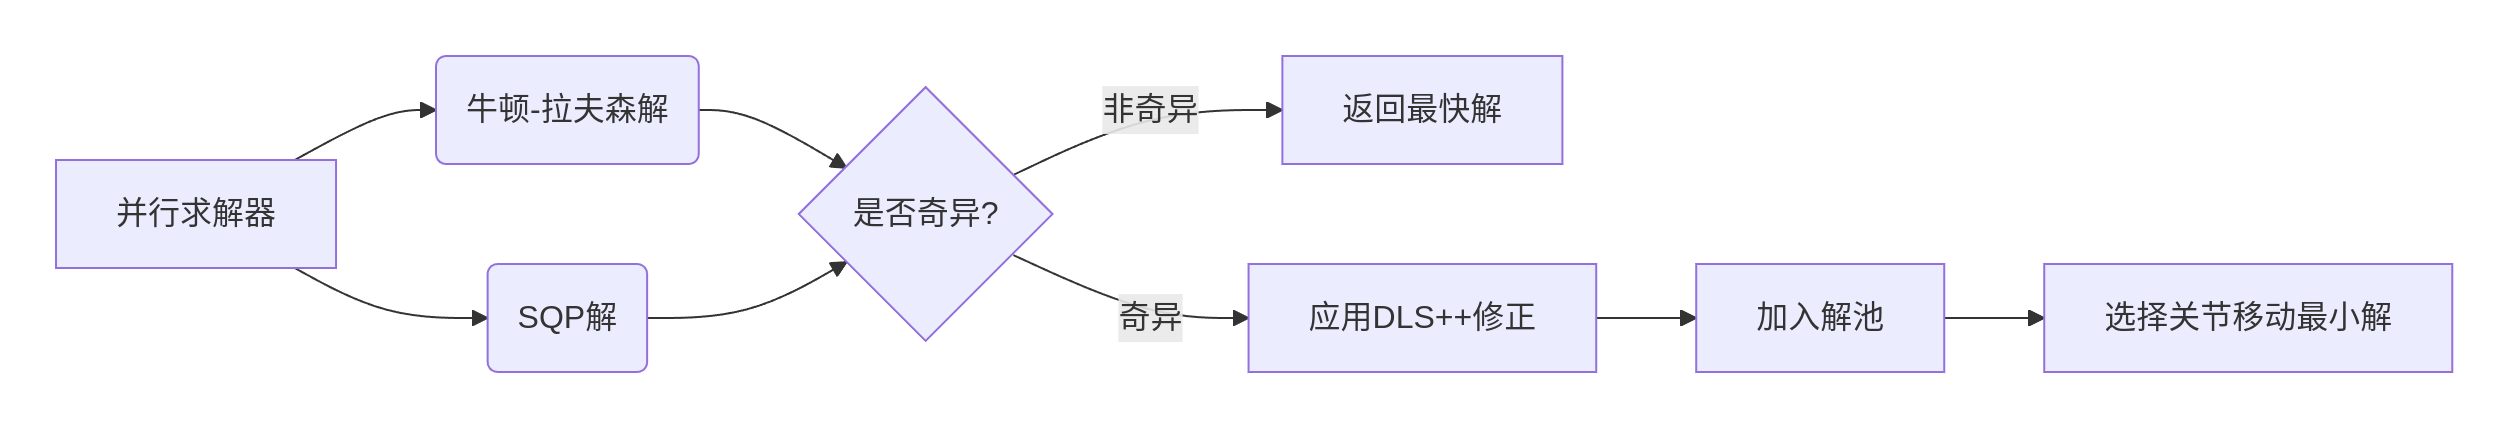 并行求解器
牛顿-拉夫森解
SQP解
是否奇异?
非奇异
奇异
返回最快解
应用DLS++修正
加入解池
选择关节移动最小解